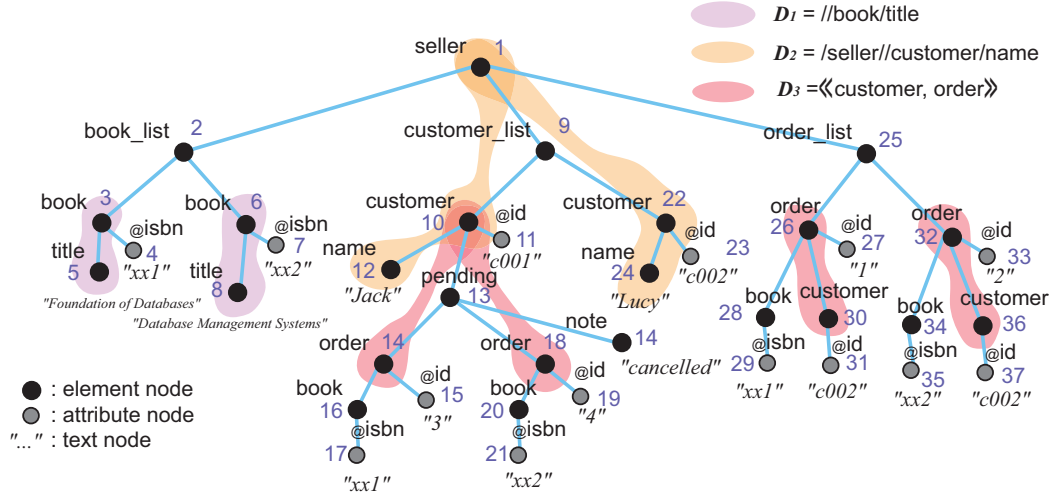 D1 = //book/title
seller 1
D2 = /seller//customer/name
D3 =⟪customer, order⟫
book_list 2
customer_list 9
order_list 25
book 3
book 6
customer 10
customer 22
order 26
order 32
@isbn 4
"xx1"
@isbn 7
"xx2"
@id 11
"c001"
@id 23
"c002"
@id 27
"1"
@id 33
"2"
title 5
"Foundation of Databases"
title 8
"Database Management Systems"
name 12
"Jack"
pending 13
name 24
"Lucy"
book 28
customer 30
book 34
customer 36
order 14
order 18
note 14
"cancelled"
@isbn 29
"xx1"
@id 31
"c002"
@isbn 35
"xx2"
@id 37
"c002"
book 16
@id 15
"3"
book 20
@id 19
"4"
@isbn 17
"xx1"
@isbn 21
"xx2"
: element node
: attribute node
"..." : text node